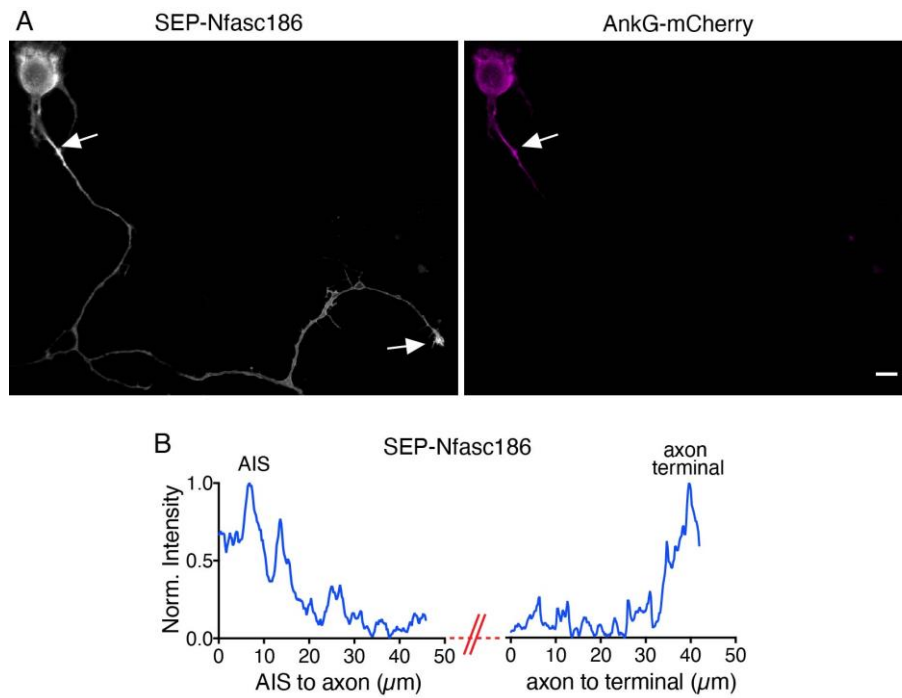 A
SEP-Nfasc186
AnkG-mCherry
B
SEP-Nfasc186
AIS
axon
terminal
Norm. Intensity
1.0
0.5
0.0
0 10 20 30 40 50
0 10 20 30 40 50
AIS to axon (µm)
axon to terminal (µm)